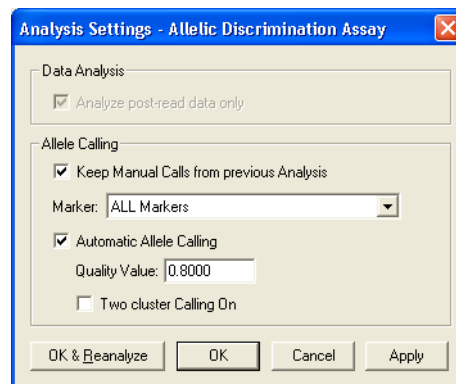 Analysis Settings - Allelic Discrimination Assay
Data Analysis
Analyze post-read data only
Allele Calling
Keep Manual Calls from previous Analysis
Marker: ALL Markers
Automatic Allele Calling
Quality Value: 0.8000
Two cluster Calling On
OK & Reanalyze OK Cancel Apply